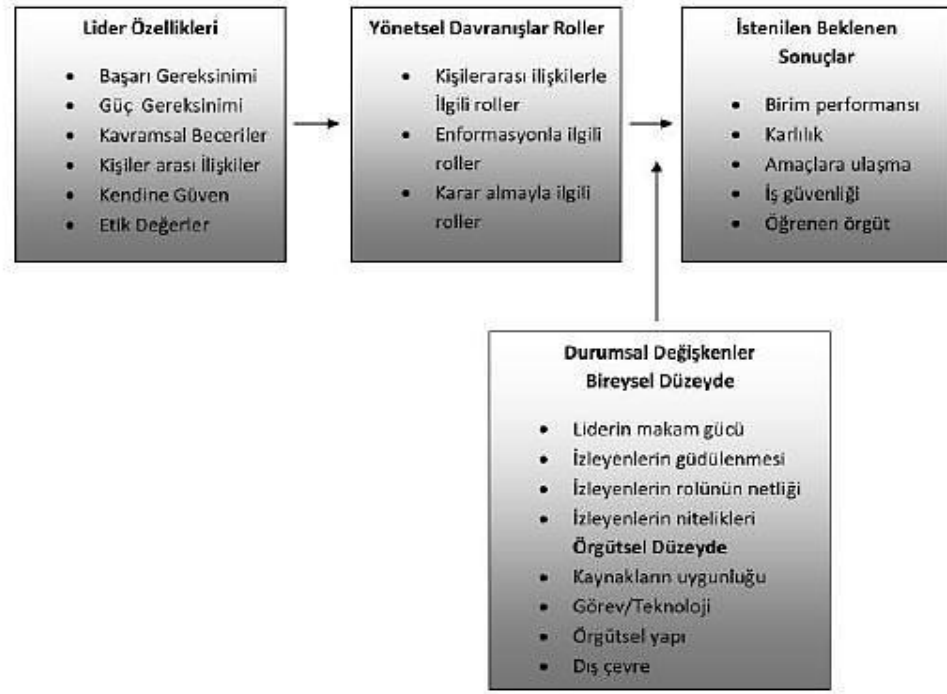 Lider Özellikleri
• Başarı Gereksinimi
• Güç Gereksinimi
• Kavramsal Beceriler
• Kişiler arası İlişkiler
• Kendine Güven
• Etik Değerler
Yönetsel Davranışlar Roller
• Kişilerarası ilişkilerle
İlgili roller
• Enformasyonla ilgili
roller
• Karar almayla ilgili
roller
İstenilen Beklenen
Sonuçlar
• Birim performansı
• Karlılık
• Amaçlara ulaşma
• İş güvenliği
• Öğrenen örgüt
Durumsal Değişkenler
Bireysel Düzeyde
• Liderin makam gücü
• İzleyenlerin güdülenmesi
• İzleyenlerin rolünün netliği
• İzleyenlerin nitelikleri
Örgütsel Düzeyde
• Kaynakların uygunluğu
• Görev/Teknoloji
• Örgütsel yapı
• Dış çevre